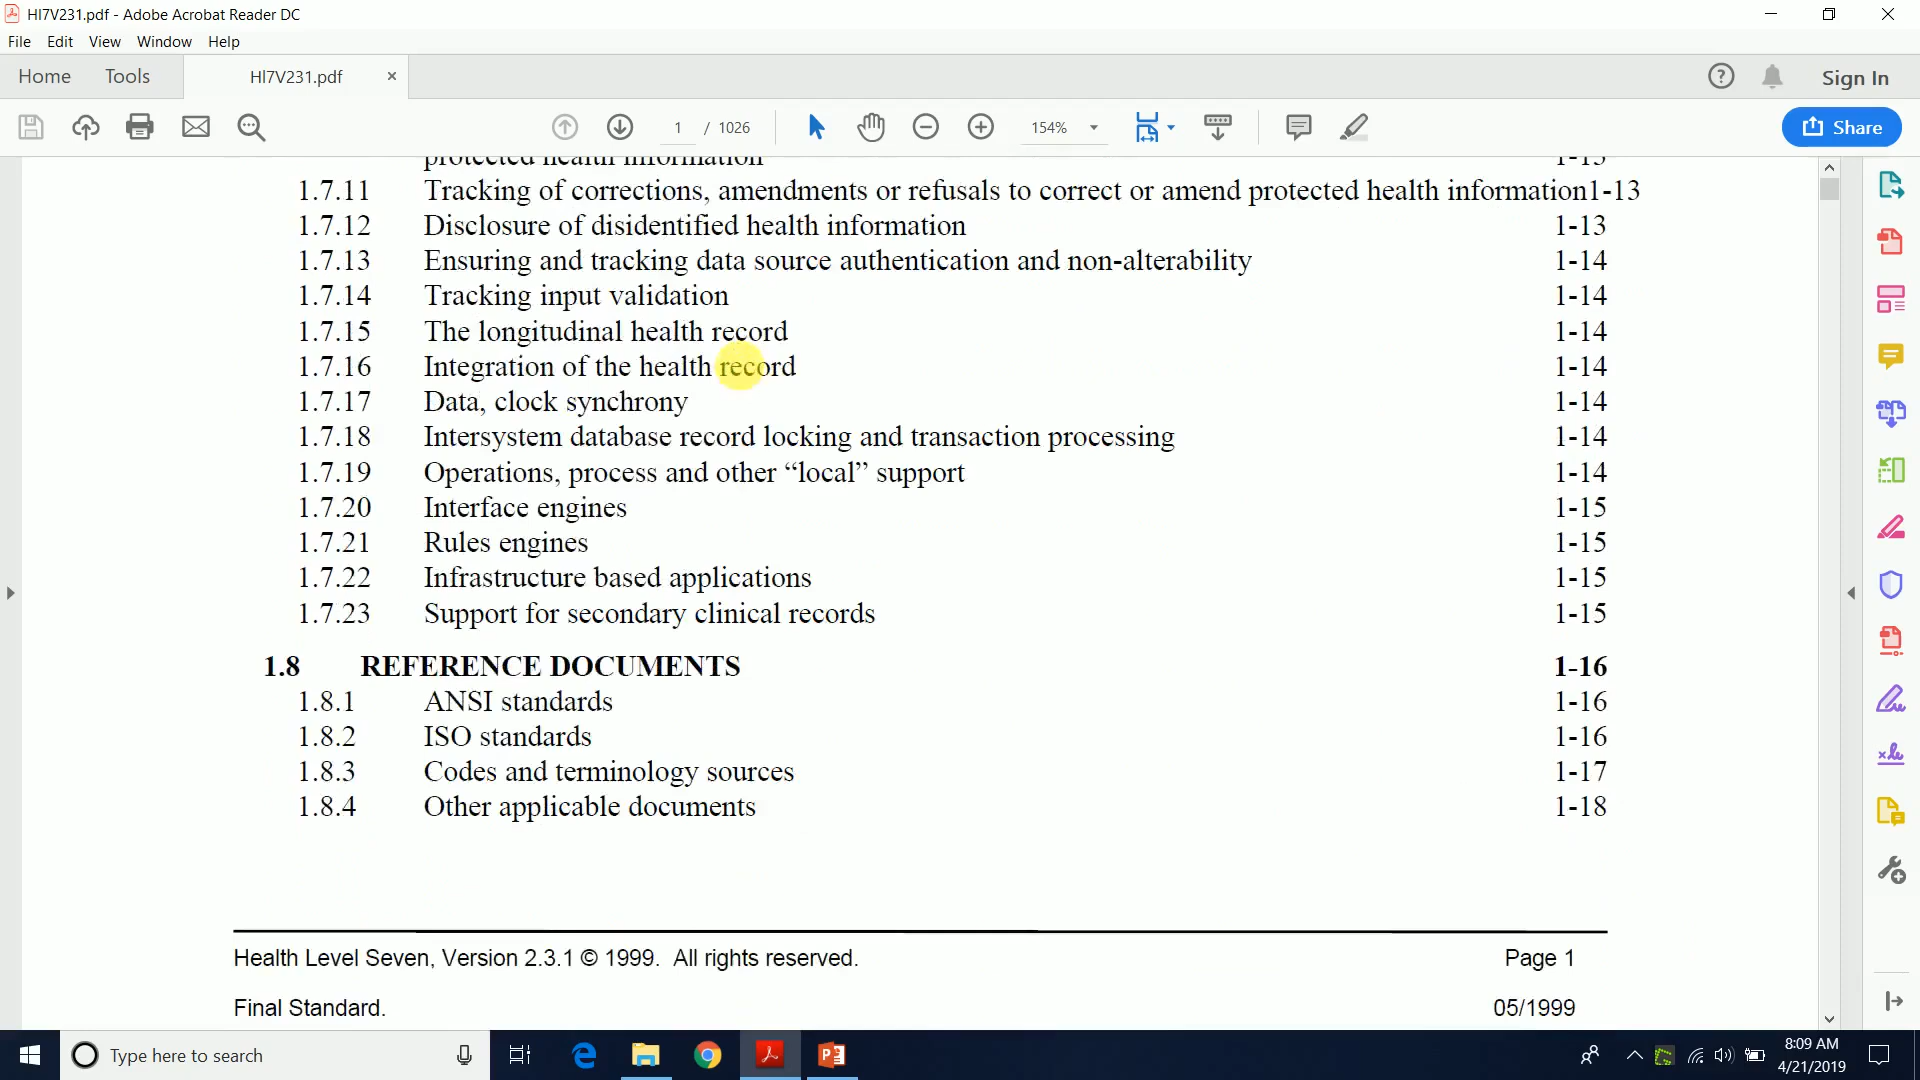 Hl7V231.pdf - Adobe Acrobat Reader DC
File Edit View Window Help
Home Tools Hl7V231.pdf × Sign In
1 / 1026 154% Share
protected health information 1-13
1.7.11 Tracking of corrections, amendments or refusals to correct or amend protected health information1-13
1.7.12 Disclosure of disidentified health information 1-13
1.7.13 Ensuring and tracking data source authentication and non-alterability 1-14
1.7.14 Tracking input validation 1-14
1.7.15 The longitudinal health record 1-14
1.7.16 Integration of the health record 1-14
1.7.17 Data, clock synchrony 1-14
1.7.18 Intersystem database record locking and transaction processing 1-14
1.7.19 Operations, process and other “local” support 1-14
1.7.20 Interface engines 1-15
1.7.21 Rules engines 1-15
1.7.22 Infrastructure based applications 1-15
1.7.23 Support for secondary clinical records 1-15
1.8 REFERENCE DOCUMENTS 1-16
1.8.1 ANSI standards 1-16
1.8.2 ISO standards 1-16
1.8.3 Codes and terminology sources 1-17
1.8.4 Other applicable documents 1-18
Health Level Seven, Version 2.3.1 © 1999. All rights reserved. Page 1
Final Standard. 05/1999
Type here to search
8:09 AM
4/21/2019